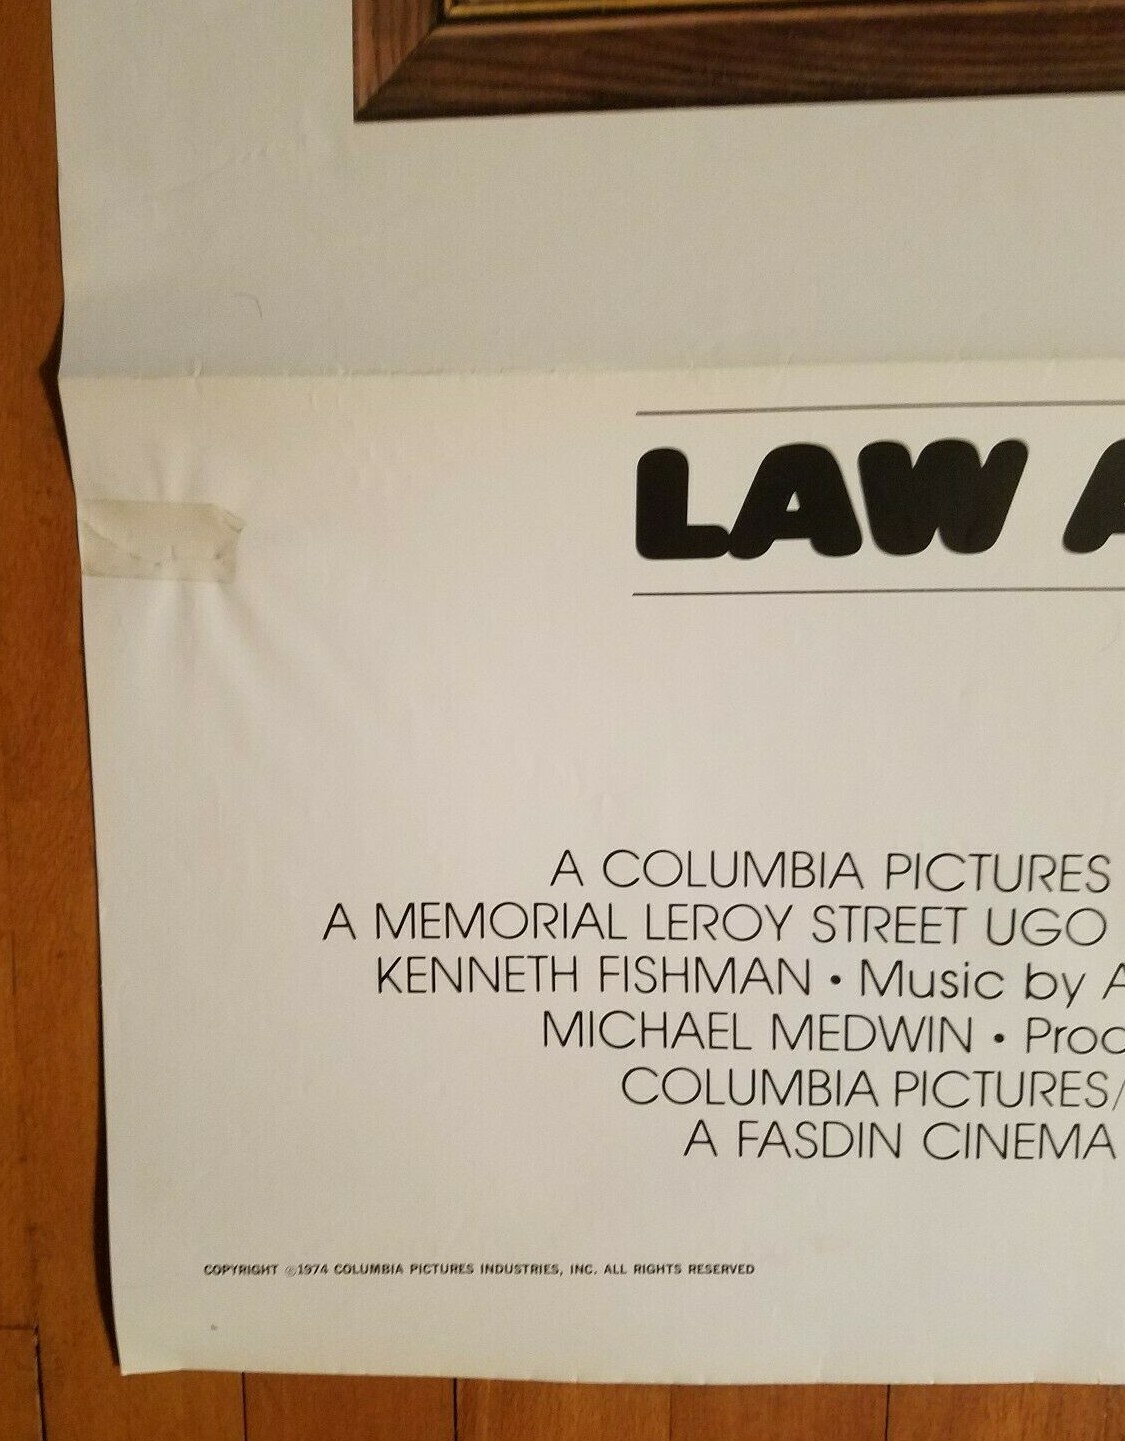 LAW A
A COLUMBIA PICTURES
A MEMORIAL LEROY STREET UGO
KENNETH FISHMAN • Music by A
MICHAEL MEDWIN • Prod
COLUMBIA PICTURES/
A FASDIN CINEMA
COPYRIGHT ©1974 COLUMBIA PICTURES INDUSTRIES, INC. ALL RIGHTS RESERVED